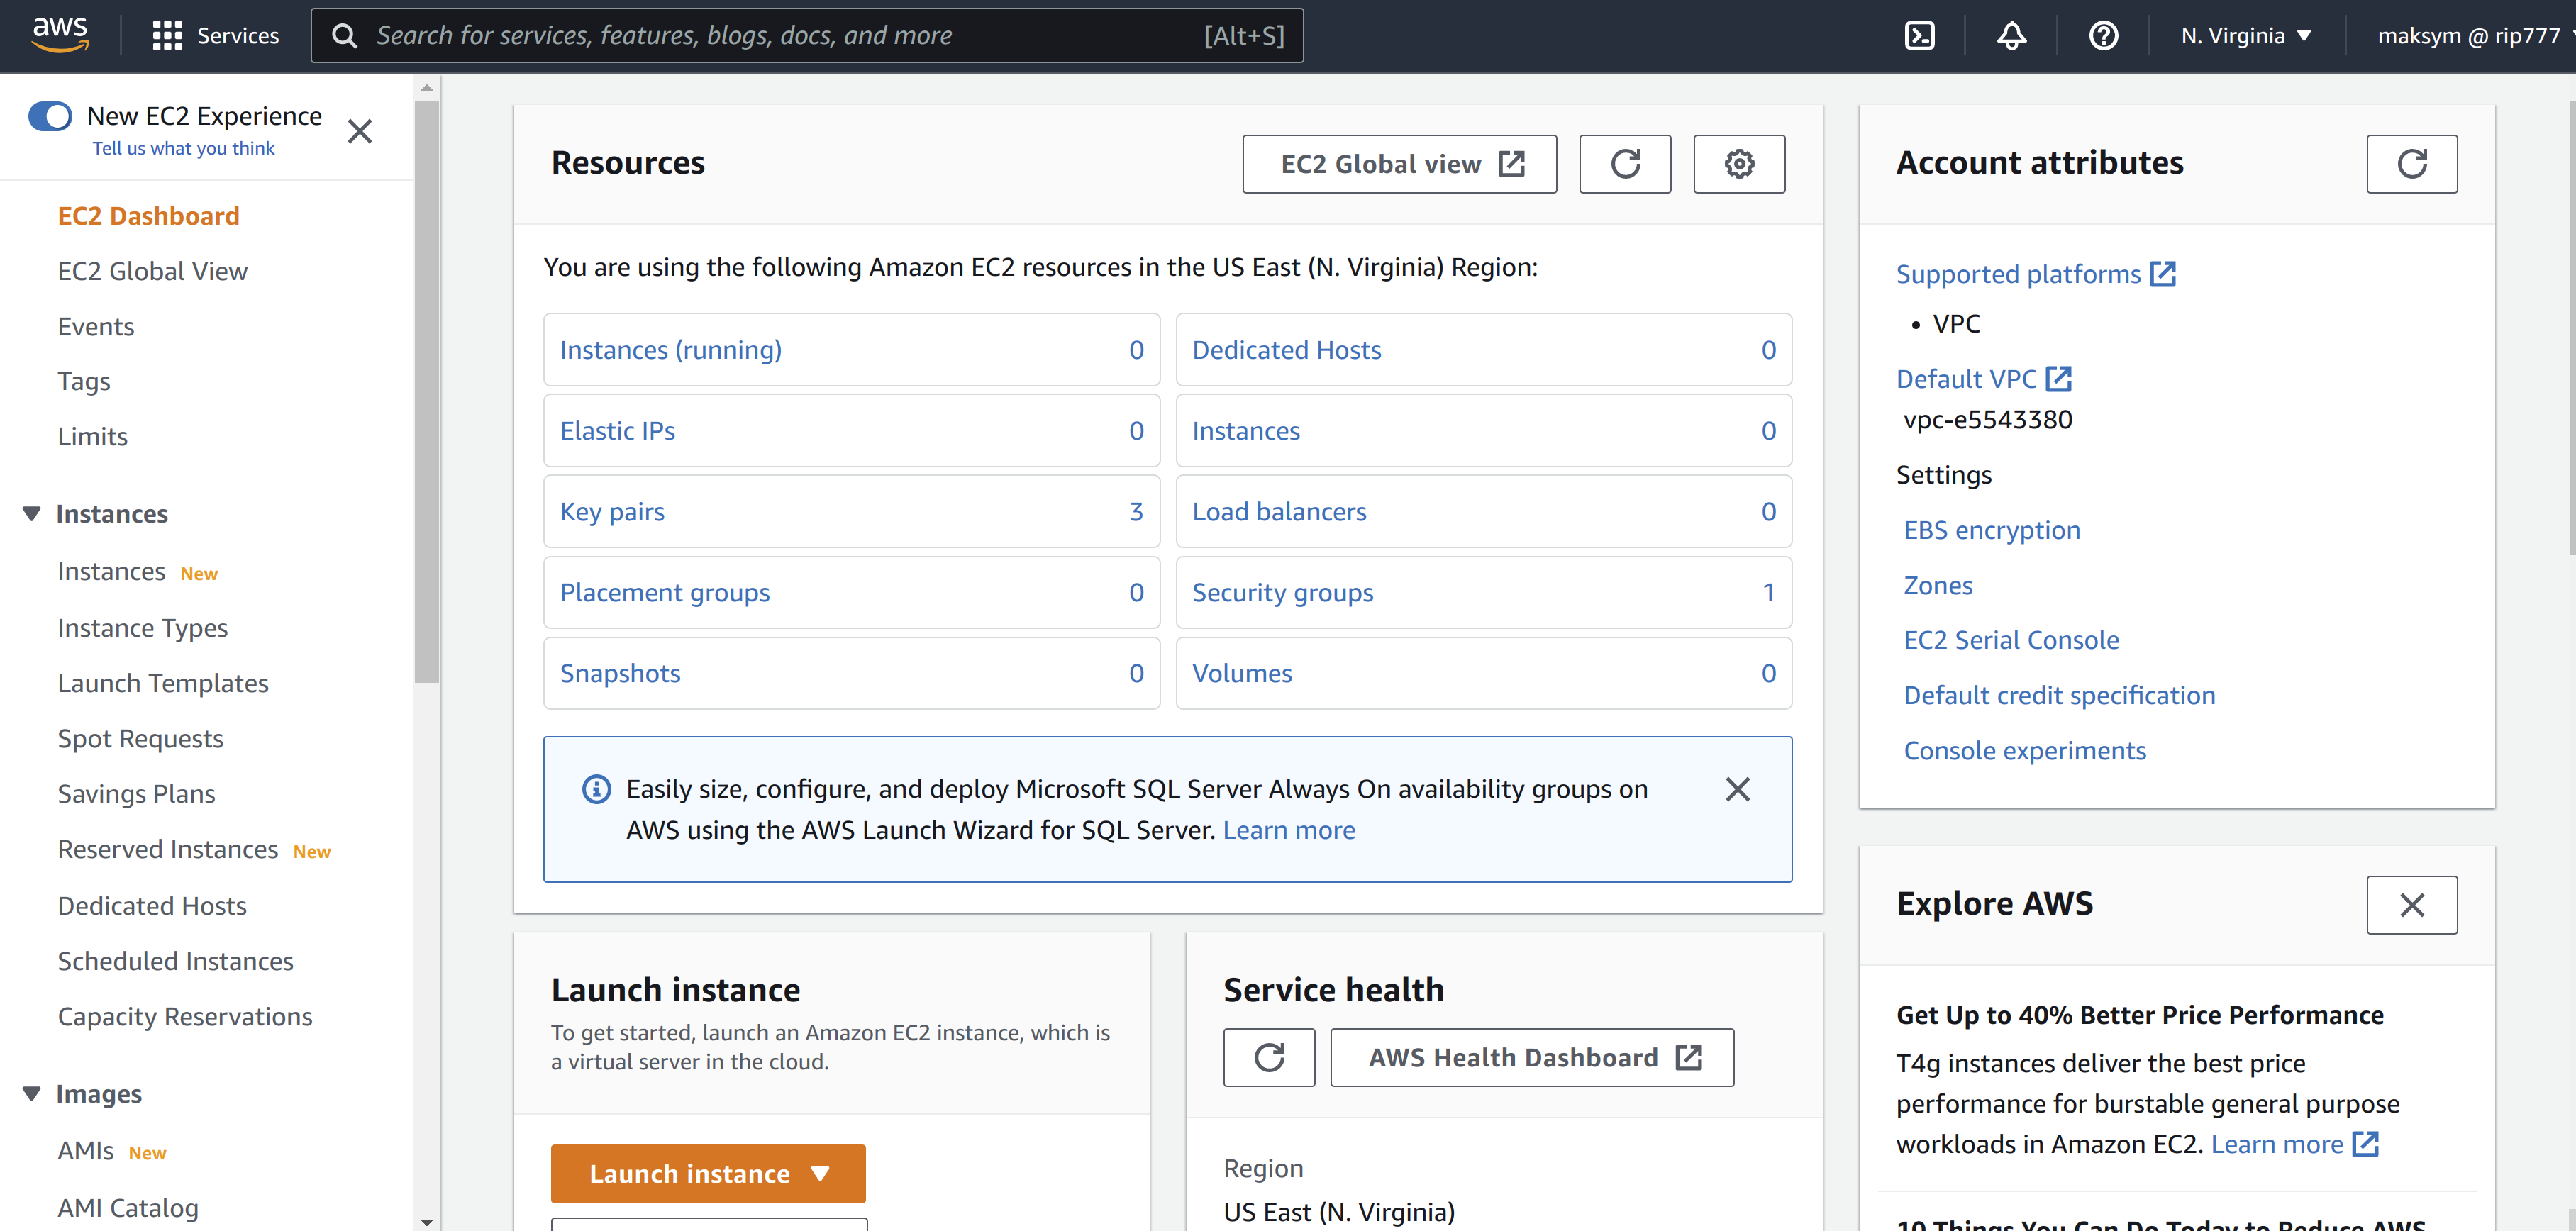 aws
Services
Search for services, features, blogs, docs, and more
[Alt+S]
N. Virginia
maksym @ rip777
New EC2 Experience
Tell us what you think
EC2 Dashboard
EC2 Global View
Events
Tags
Limits
Instances
Instances New
Instance Types
Launch Templates
Spot Requests
Savings Plans
Reserved Instances New
Dedicated Hosts
Scheduled Instances
Capacity Reservations
Images
AMIs New
AMI Catalog
Resources
EC2 Global view
You are using the following Amazon EC2 resources in the US East (N. Virginia) Region:
Instances (running) 0
Dedicated Hosts 0
Elastic IPs 0
Instances 0
Key pairs 3
Load balancers 0
Placement groups 0
Security groups 1
Snapshots 0
Volumes 0
Easily size, configure, and deploy Microsoft SQL Server Always On availability groups on
AWS using the AWS Launch Wizard for SQL Server. Learn more
Launch instance
To get started, launch an Amazon EC2 instance, which is
a virtual server in the cloud.
Launch instance
Service health
AWS Health Dashboard
Region
US East (N. Virginia)
Account attributes
Supported platforms
• VPC
Default VPC
vpc-e5543380
Settings
EBS encryption
Zones
EC2 Serial Console
Default credit specification
Console experiments
Explore AWS
Get Up to 40% Better Price Performance
T4g instances deliver the best price
performance for burstable general purpose
workloads in Amazon EC2. Learn more
10 Things You Can Do Today to Reduce AWS